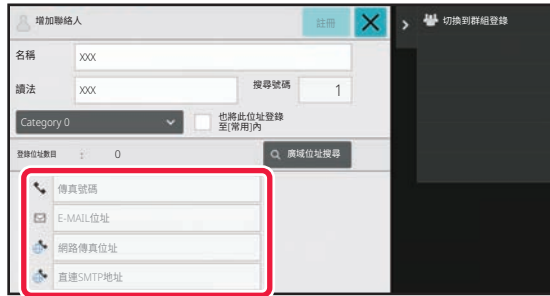 增加聯絡人
註冊
切換到群組登錄
名稱
xxx
讀法
xxx
搜尋號碼
1
Category 0
也將此位址登錄
至[常用]內
登錄位址數目 : 0
廣域位址搜尋
傳真號碼
E-MAIL位址
網路傳真位址
直連SMTP地址